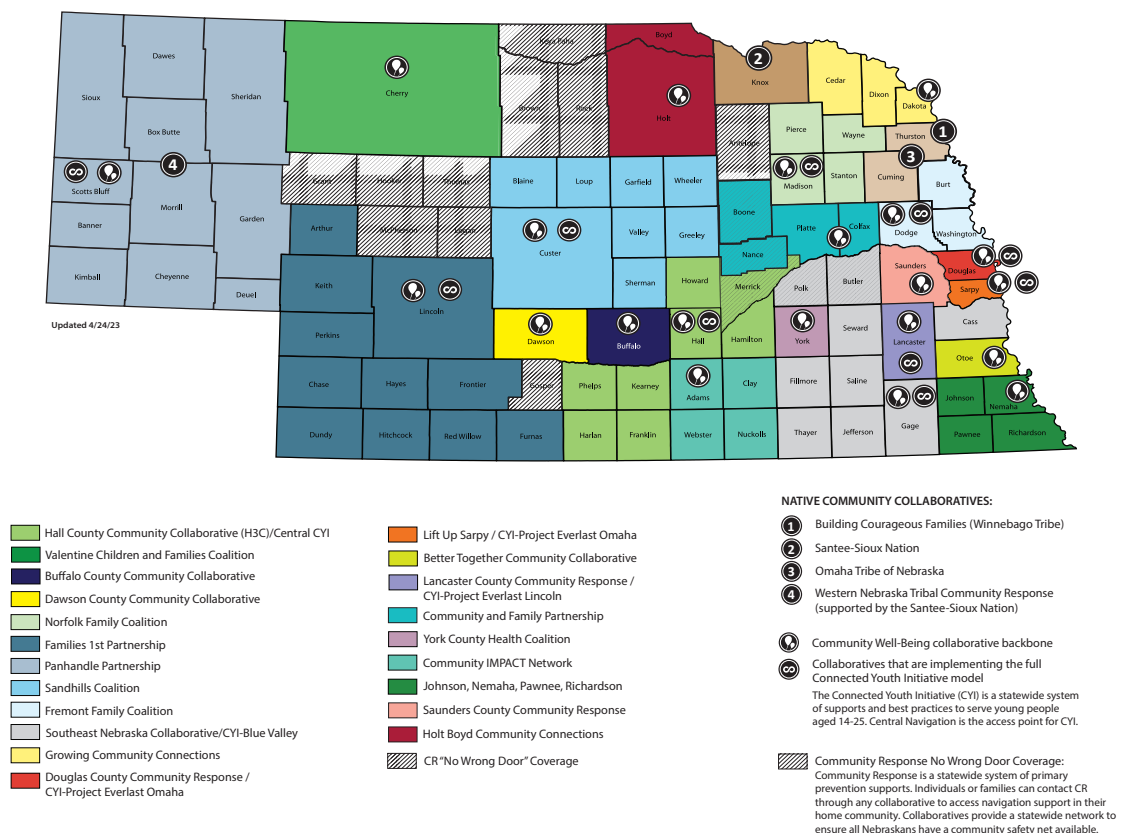 Boyd
Keya Paha
2
Dawes
Knox
Cedar
Cherry
Dixon
Sioux
Sheridan
Dakota
Brown
Rock
Holt
Pierce
Box Butte
Wayne
Thurston
1
Antelope
4
3
Grant
Hooker
Thomas
Scotts Bluff
Blaine
Loup
Garfield
Wheeler
Madison
Stanton
Cuming
Burt
Morrill
Garden
Boone
Banner
Arthur
McPherson
Logan
Custer
Valley
Greeley
Platte
Colfax
Dodge
Washington
Nance
Kimball
Cheyenne
Deuel
Keith
Lincoln
Sherman
Howard
Merrick
Polk
Butler
Saunders
Douglas
Sarpy
Updated 4/24/23
Perkins
Dawson
Buffalo
Hall
Hamilton
York
Seward
Lancaster
Cass
Otoe
Chase
Hayes
Frontier
Gosper
Phelps
Kearney
Adams
Clay
Fillmore
Saline
Johnson
Nemaha
Dundy
Hitchcock
Red Willow
Furnas
Harlan
Franklin
Webster
Nuckolls
Thayer
Jefferson
Gage
Pawnee
Richardson
Hall County Community Collaborative (H3C)/Central CYI
Valentine Children and Families Coalition
Buffalo County Community Collaborative
Dawson County Community Collaborative
Norfolk Family Coalition
Families 1st Partnership
Panhandle Partnership
Sandhills Coalition
Fremont Family Coalition
Southeast Nebraska Collaborative/CYI-Blue Valley
Growing Community Connections
Douglas County Community Response /
CYI-Project Everlast Omaha
Lift Up Sarpy / CYI-Project Everlast Omaha
Better Together Community Collaborative
Lancaster County Community Response /
CYI-Project Everlast Lincoln
Community and Family Partnership
York County Health Coalition
Community IMPACT Network
Johnson, Nemaha, Pawnee, Richardson
Saunders County Community Response
Holt Boyd Community Connections
CR “No Wrong Door” Coverage
NATIVE COMMUNITY COLLABORATIVES:
1 Building Courageous Families (Winnebago Tribe)
2 Santee-Sioux Nation
3 Omaha Tribe of Nebraska
4 Western Nebraska Tribal Community Response
(supported by the Santee-Sioux Nation)
Community Well-Being collaborative backbone
Collaboratives that are implementing the full
Connected Youth Initiative model
The Connected Youth Initiative (CYI) is a statewide system
of supports and best practices to serve young people
aged 14-25. Central Navigation is the access point for CYI.
Community Response No Wrong Door Coverage:
Community Response is a statewide system of primary
prevention supports. Individuals or families can contact CR
through any collaborative to access navigation support in their
home community. Collaboratives provide a statewide network to
ensure all Nebraskans have a community safety net available.